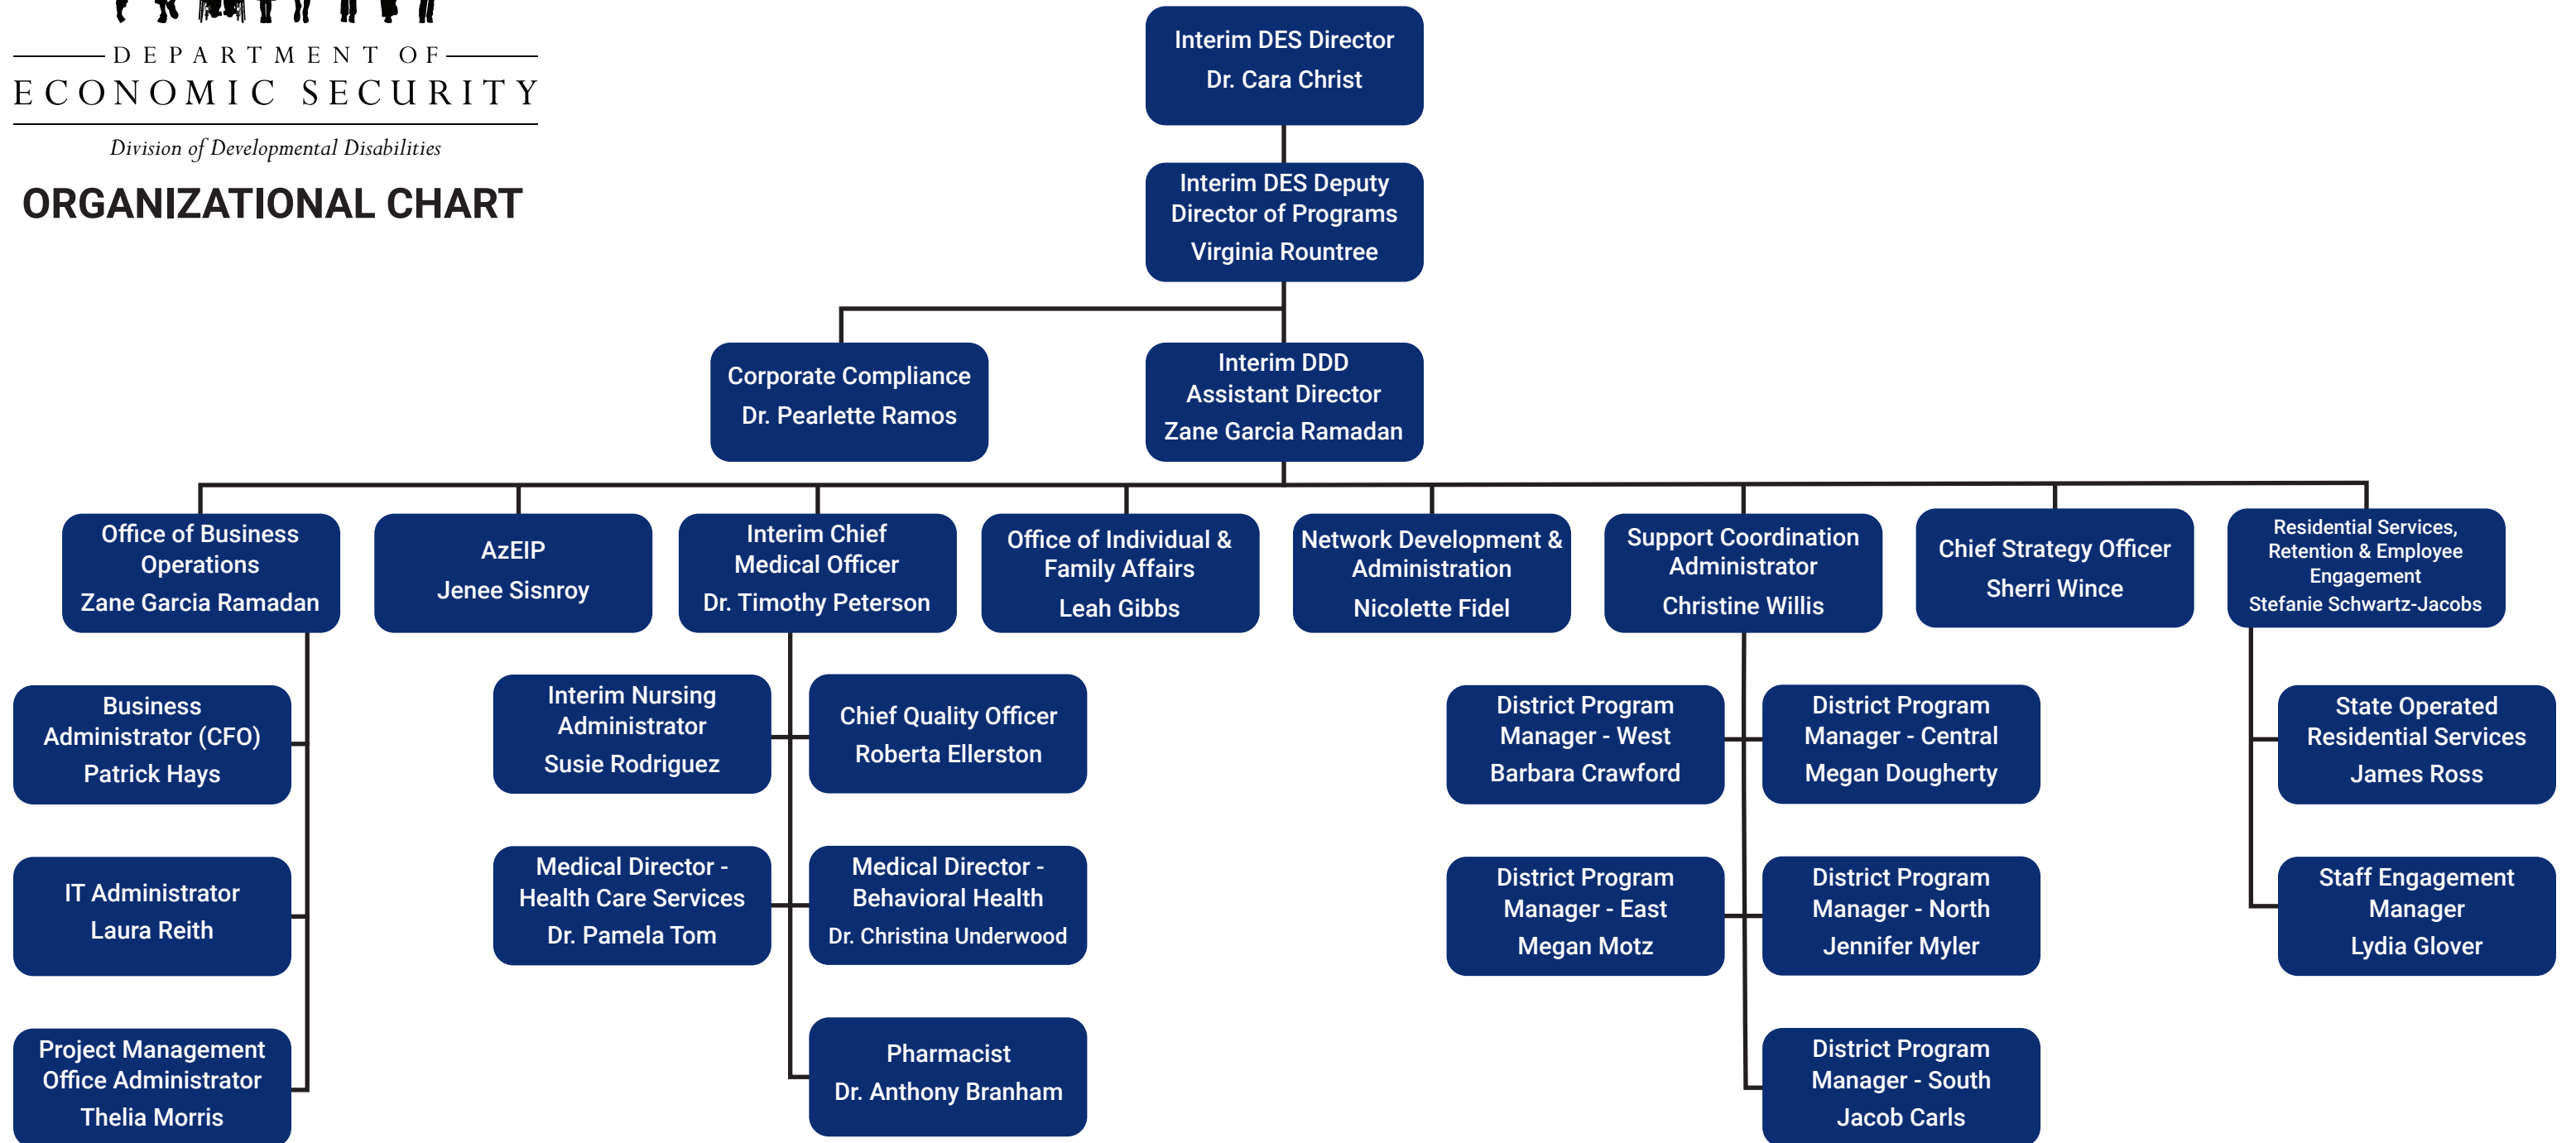 DEPARTMENT OF
ECONOMIC SECURITY
Division of Developmental Disabilities
ORGANIZATIONAL CHART
Interim DES Director
Dr. Cara Christ
Interim DES Deputy
Director of Programs
Virginia Rountree
Corporate Compliance
Dr. Pearlette Ramos
Interim DDD
Assistant Director
Zane Garcia Ramadan
Office of Business
Operations
Zane Garcia Ramadan
AzEIP
Jenee Sisnroy
Interim Chief
Medical Officer
Dr. Timothy Peterson
Office of Individual &
Family Affairs
Leah Gibbs
Network Development &
Administration
Nicolette Fidel
Support Coordination
Administrator
Christine Willis
Chief Strategy Officer
Sherri Wince
Residential Services,
Retention & Employee
Engagement
Stefanie Schwartz-Jacobs
Business
Administrator (CFO)
Patrick Hays
IT Administrator
Laura Reith
Project Management
Office Administrator
Thelia Morris
Interim Nursing
Administrator
Susie Rodriguez
Chief Quality Officer
Roberta Ellerston
Medical Director -
Health Care Services
Dr. Pamela Tom
Medical Director -
Behavioral Health
Dr. Christina Underwood
Pharmacist
Dr. Anthony Branham
District Program
Manager - West
Barbara Crawford
District Program
Manager - Central
Megan Dougherty
District Program
Manager - East
Megan Motz
District Program
Manager - North
Jennifer Myler
District Program
Manager - South
Jacob Carls
State Operated
Residential Services
James Ross
Staff Engagement
Manager
Lydia Glover